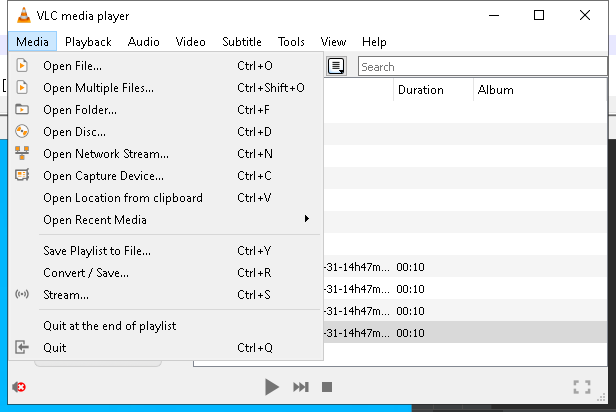 VLC media player
Media Playback Audio Video Subtitle Tools View Help
Open File... Ctrl+O
Open Multiple Files... Ctrl+Shift+O
Open Folder... Ctrl+F
Open Disc... Ctrl+D
Open Network Stream... Ctrl+N
Open Capture Device... Ctrl+C
Open Location from clipboard Ctrl+V
Open Recent Media
Save Playlist to File... Ctrl+Y
Convert / Save... Ctrl+R
Stream... Ctrl+S
Quit at the end of playlist
Quit Ctrl+Q
Search
Duration Album
-31-14h47m... 00:10
-31-14h47m... 00:10
-31-14h47m... 00:10
-31-14h47m... 00:10